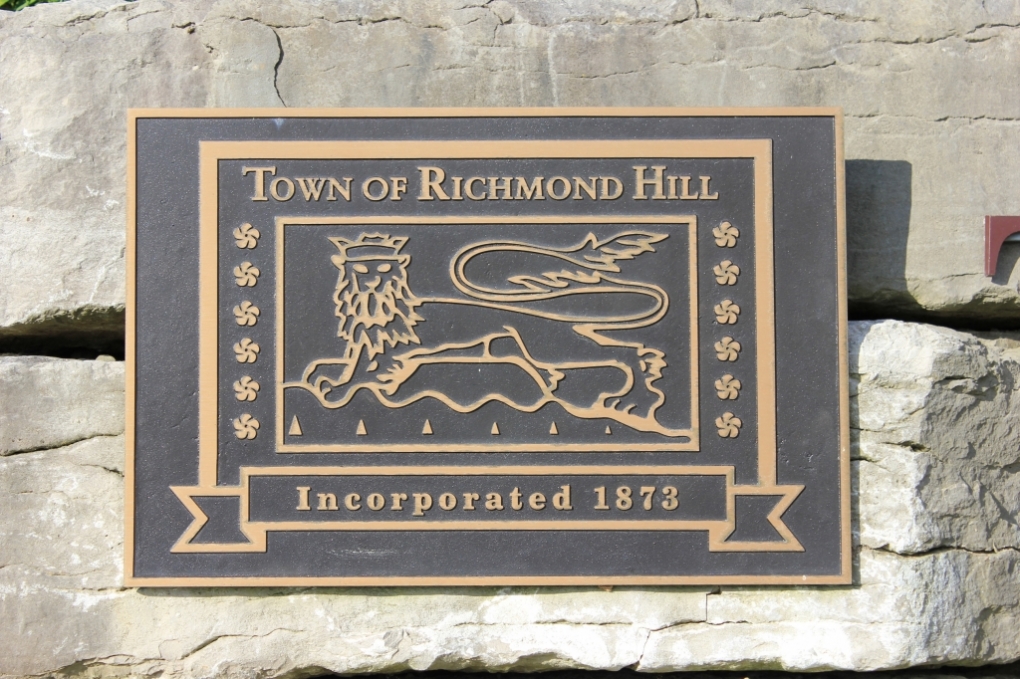 Town of Richmond Hill
Incorporated 1873